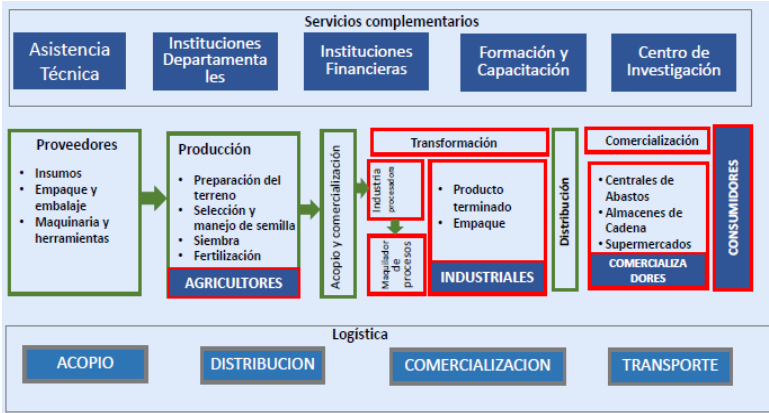 Servicios complementarios
Asistencia
Técnica
Instituciones
Departamenta
les
Instituciones
Financieras
Formación y
Capacitación
Centro de
Investigación
Proveedores
• Insumos
• Empaque y
embalaje
• Maquinaria y
herramientas
Producción
• Preparación del
terreno
• Selección y
manejo de semilla
• Siembra
• Fertilización
AGRICULTORES
Acopio y comercialización
Transformación
Industria
procesados
Maquilador
de
procesos
• Producto
terminado
• Empaque
INDUSTRIALES
Distribución
Comercialización
• Centrales de
Abastos
• Almacenes de
Cadena
• Supermercados
COMERCIALIZA
DORES
CONSUMIDORES
Logística
ACOPIO
DISTRIBUCION
COMERCIALIZACION
TRANSPORTE